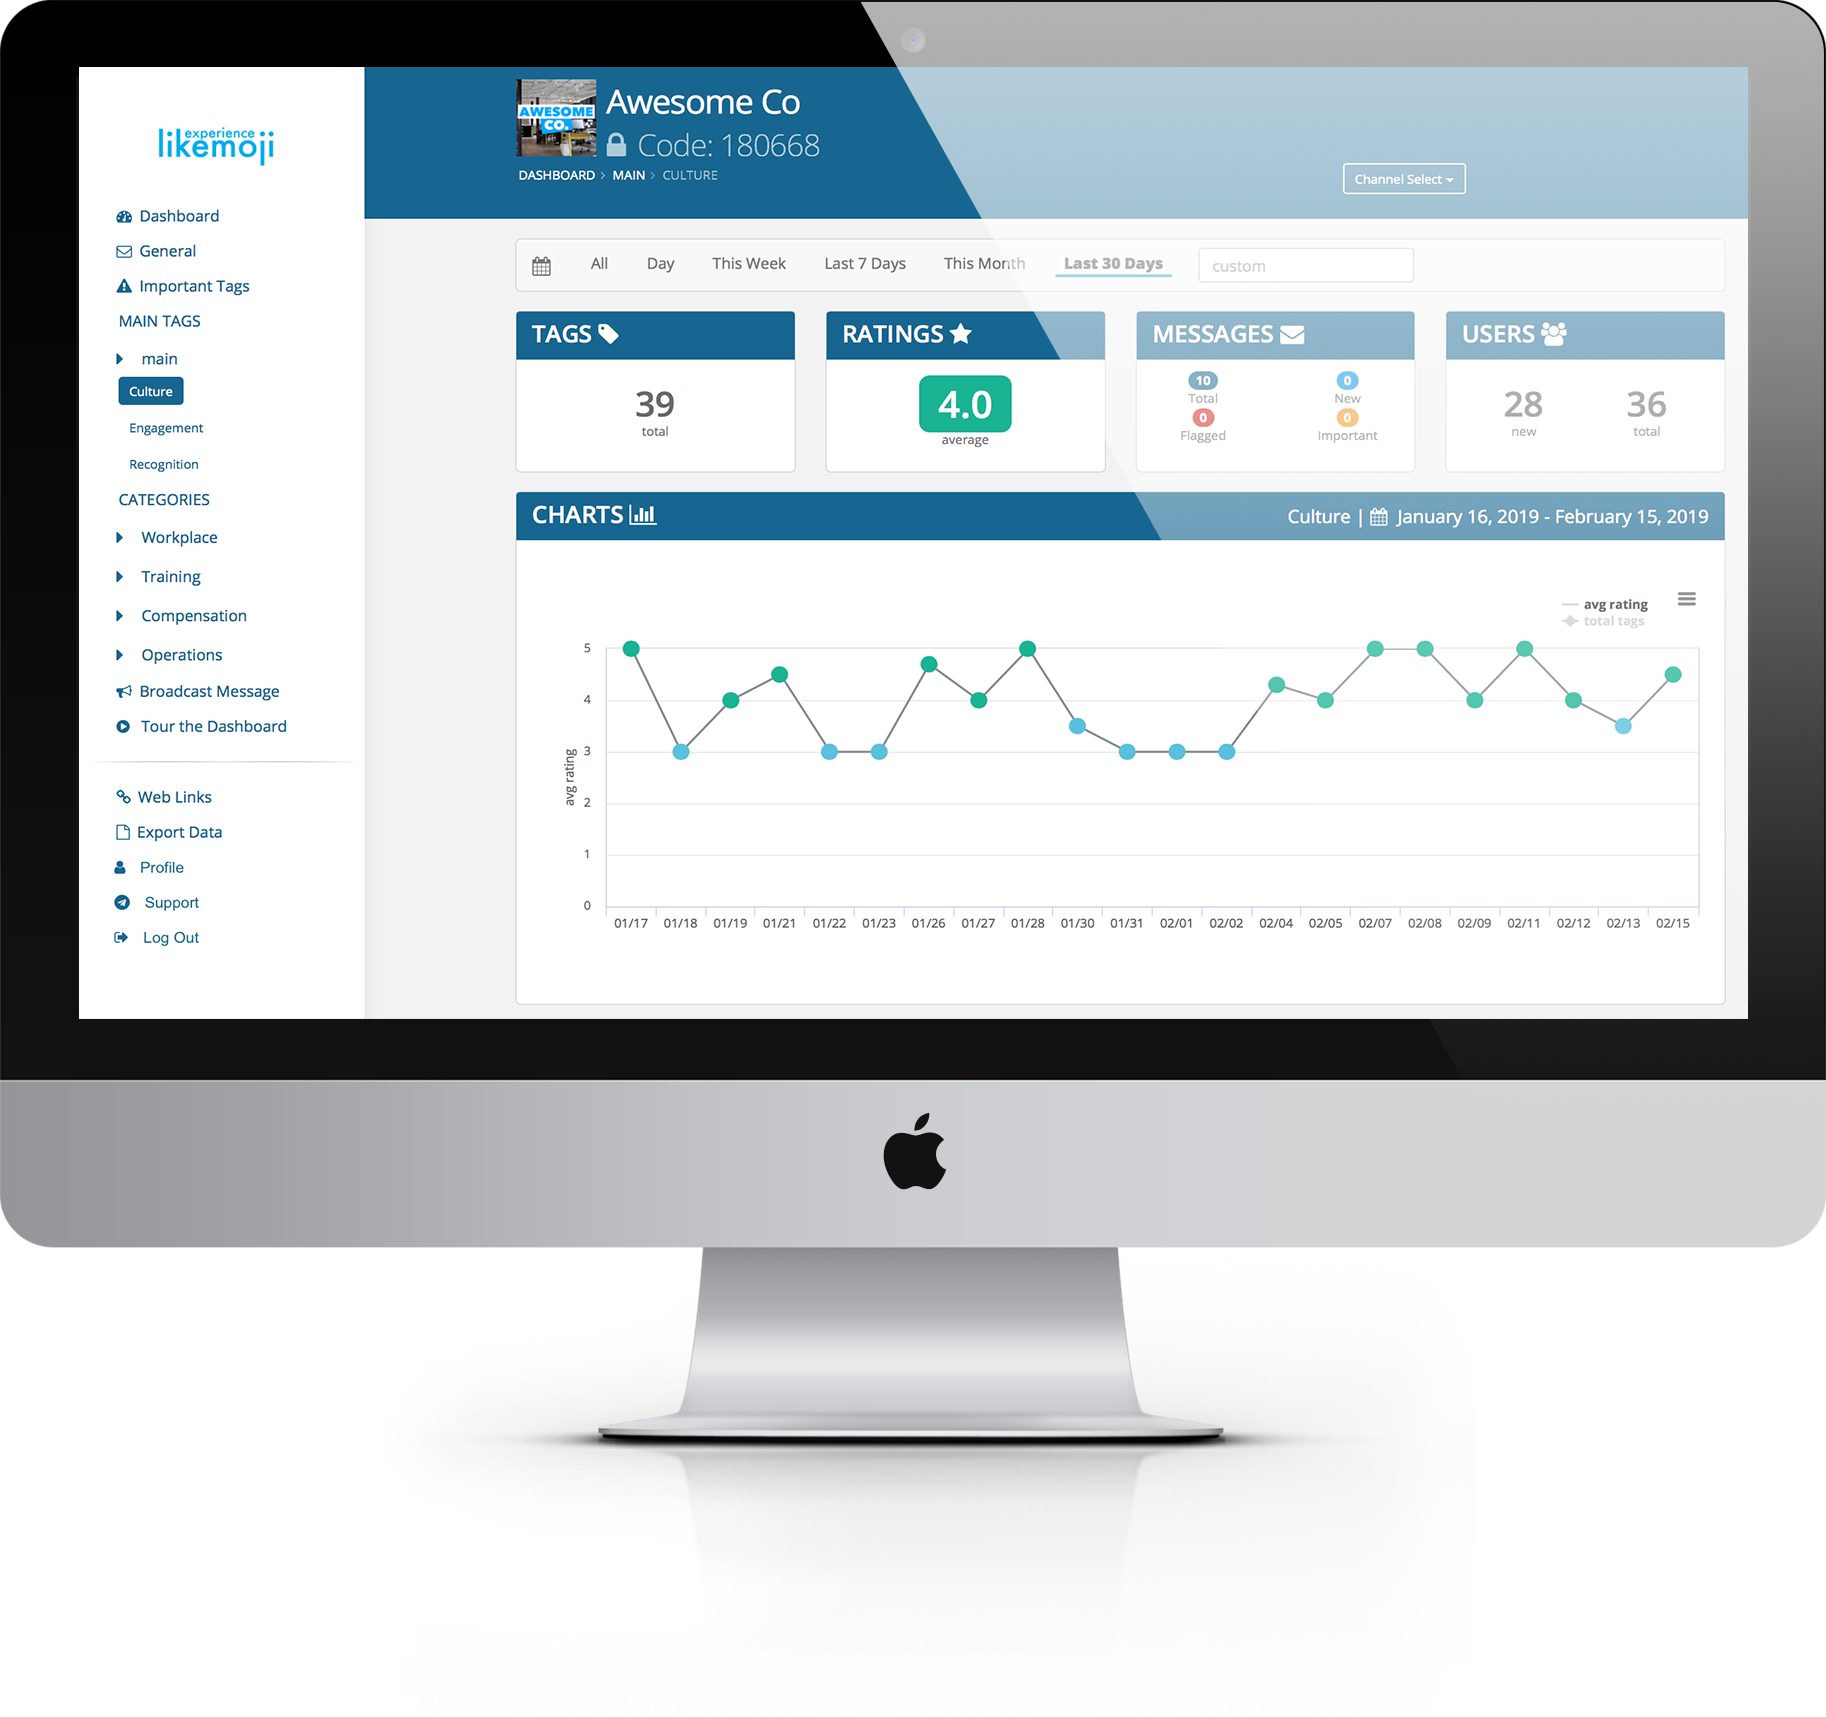 experience
likemoji
Dashboard
General
Important Tags
MAIN TAGS
main
Culture
Engagement
Recognition
CATEGORIES
Workplace
Training
Compensation
Operations
Broadcast Message
Tour the Dashboard
Web Links
Export Data
Profile
Support
Log Out
AWESOME
CO.
Awesome Co
Code: 180668
DASHBOARD > MAIN > CULTURE
Channel Select
All Day This Week Last 7 Days This Month Last 30 Days custom
TAGS
39
total
RATINGS
4.0
average
MESSAGES
10 0
Total New
0 0
Flagged Important
USERS
28 36
new total
CHARTS
Culture | January 16, 2019 - February 15, 2019
avg rating
total tags
avg rating
5
4
3
2
1
0
01/17 01/18 01/19 01/21 01/22 01/23 01/26 01/27 01/28 01/30 01/31 02/01 02/02 02/04 02/05 02/07 02/08 02/09 02/11 02/12 02/13 02/15